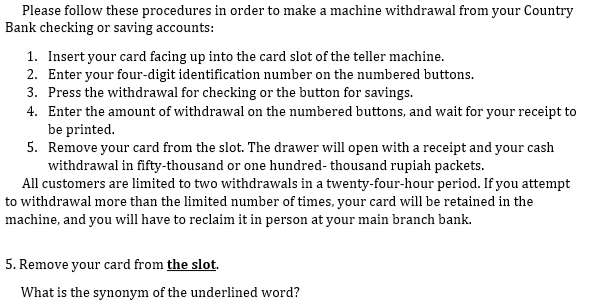 Please follow these procedures in order to make a machine withdrawal from your Country
Bank checking or saving accounts:
1. Insert your card facing up into the card slot of the teller machine.
2. Enter your four-digit identification number on the numbered buttons.
3. Press the withdrawal for checking or the button for savings.
4. Enter the amount of withdrawal on the numbered buttons, and wait for your receipt to
be printed.
5. Remove your card from the slot. The drawer will open with a receipt and your cash
withdrawal in fifty-thousand or one hundred- thousand rupiah packets.
All customers are limited to two withdrawals in a twenty-four-hour period. If you attempt
to withdrawal more than the limited number of times, your card will be retained in the
machine, and you will have to reclaim it in person at your main branch bank.
5. Remove your card from the slot.
What is the synonym of the underlined word?